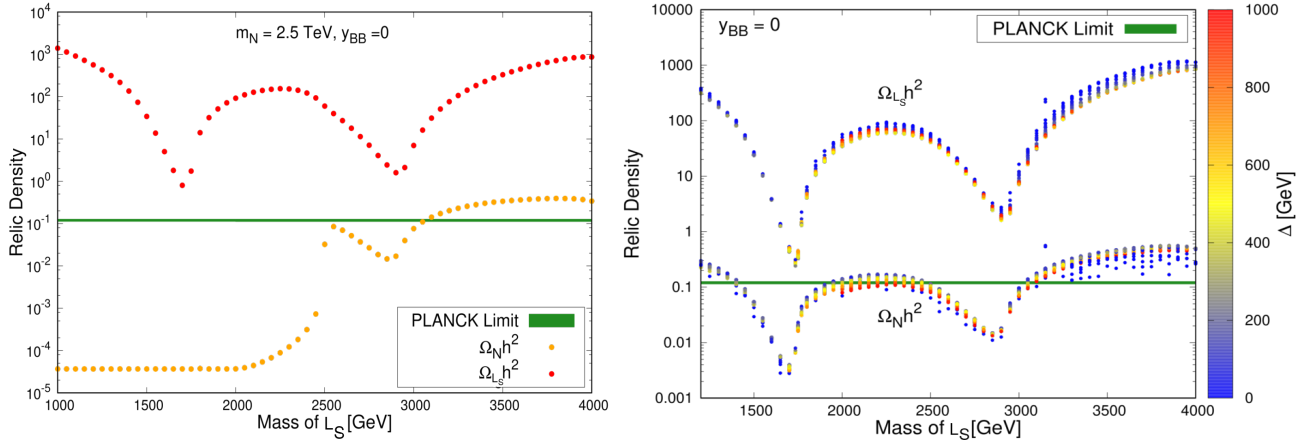 m_N = 2.5 TeV, y_BB =0
Relic Density
10^4
10^3
10^2
10^1
10^0
10^-1
10^-2
10^-3
10^-4
10^-5
PLANCK Limit
Ω_N h^2
Ω_L_S h^2
1000 1500 2000 2500 3000 3500 4000
Mass of L_S [GeV]
y_BB = 0
PLANCK Limit
Relic Density
10000
1000
100
10
1
0.1
0.01
0.001
Ω_L_S h^2
Ω_N h^2
1500 2000 2500 3000 3500 4000
Mass of L_S [GeV]
1000
800
600
400
200
0
Δ [GeV]